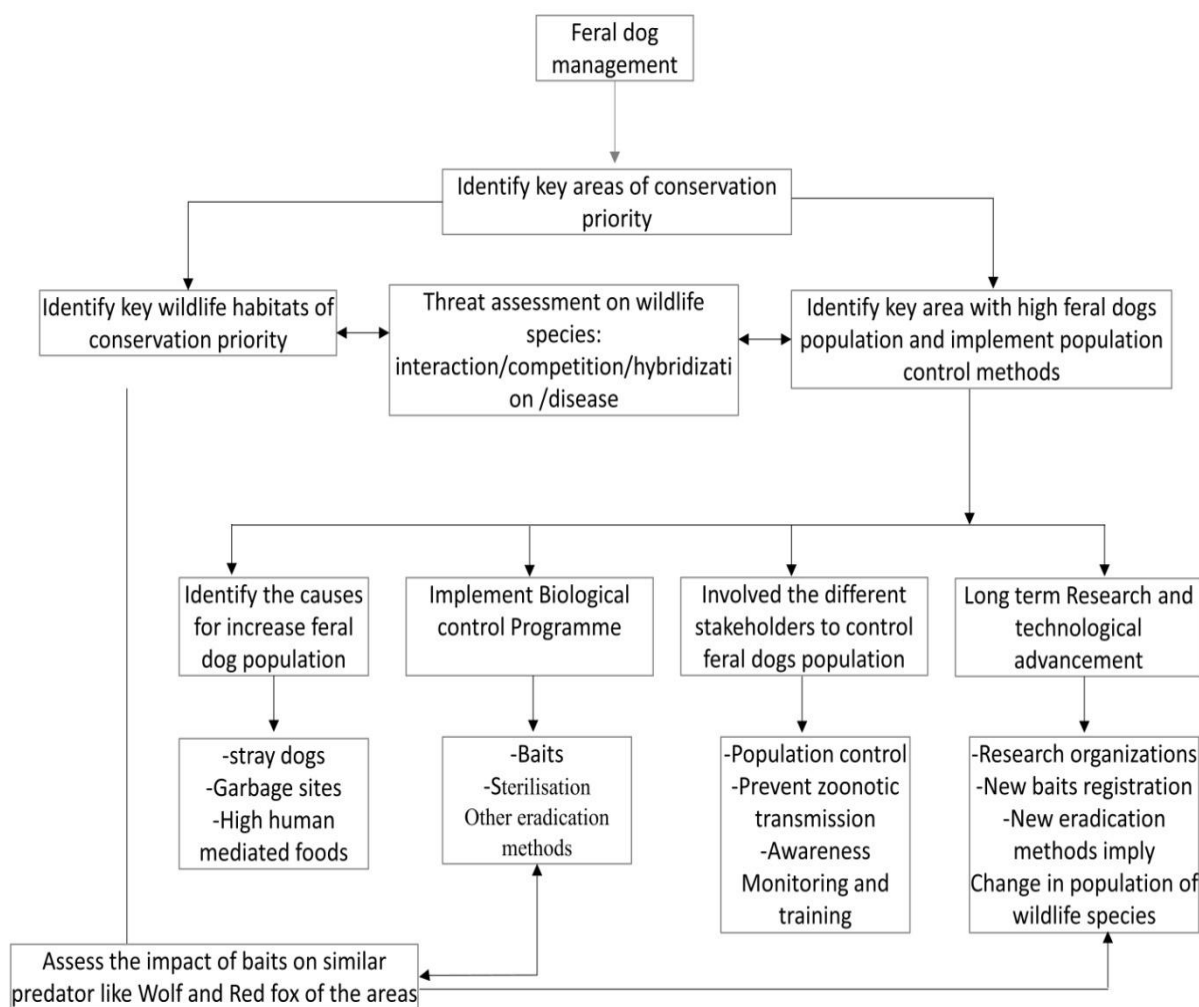 Feral dog
management
Identify key areas of conservation
priority
Identify key wildlife habitats of
conservation priority
Threat assessment on wildlife
species:
interaction/competition/hybridizati
on /disease
Identify key area with high feral dogs
population and implement population
control methods
Identify the causes
for increase feral
dog population
Implement Biological
control Programme
Involved the different
stakeholders to control
feral dogs population
Long term Research and
technological
advancement
-stray dogs
-Garbage sites
-High human
mediated foods
-Baits
-Sterilisation
Other eradication
methods
-Population control
-Prevent zoonotic
transmission
-Awareness
Monitoring and
training
-Research organizations
-New baits registration
-New eradication
methods imply
Change in population of
wildlife species
Assess the impact of baits on similar
predator like Wolf and Red fox of the areas